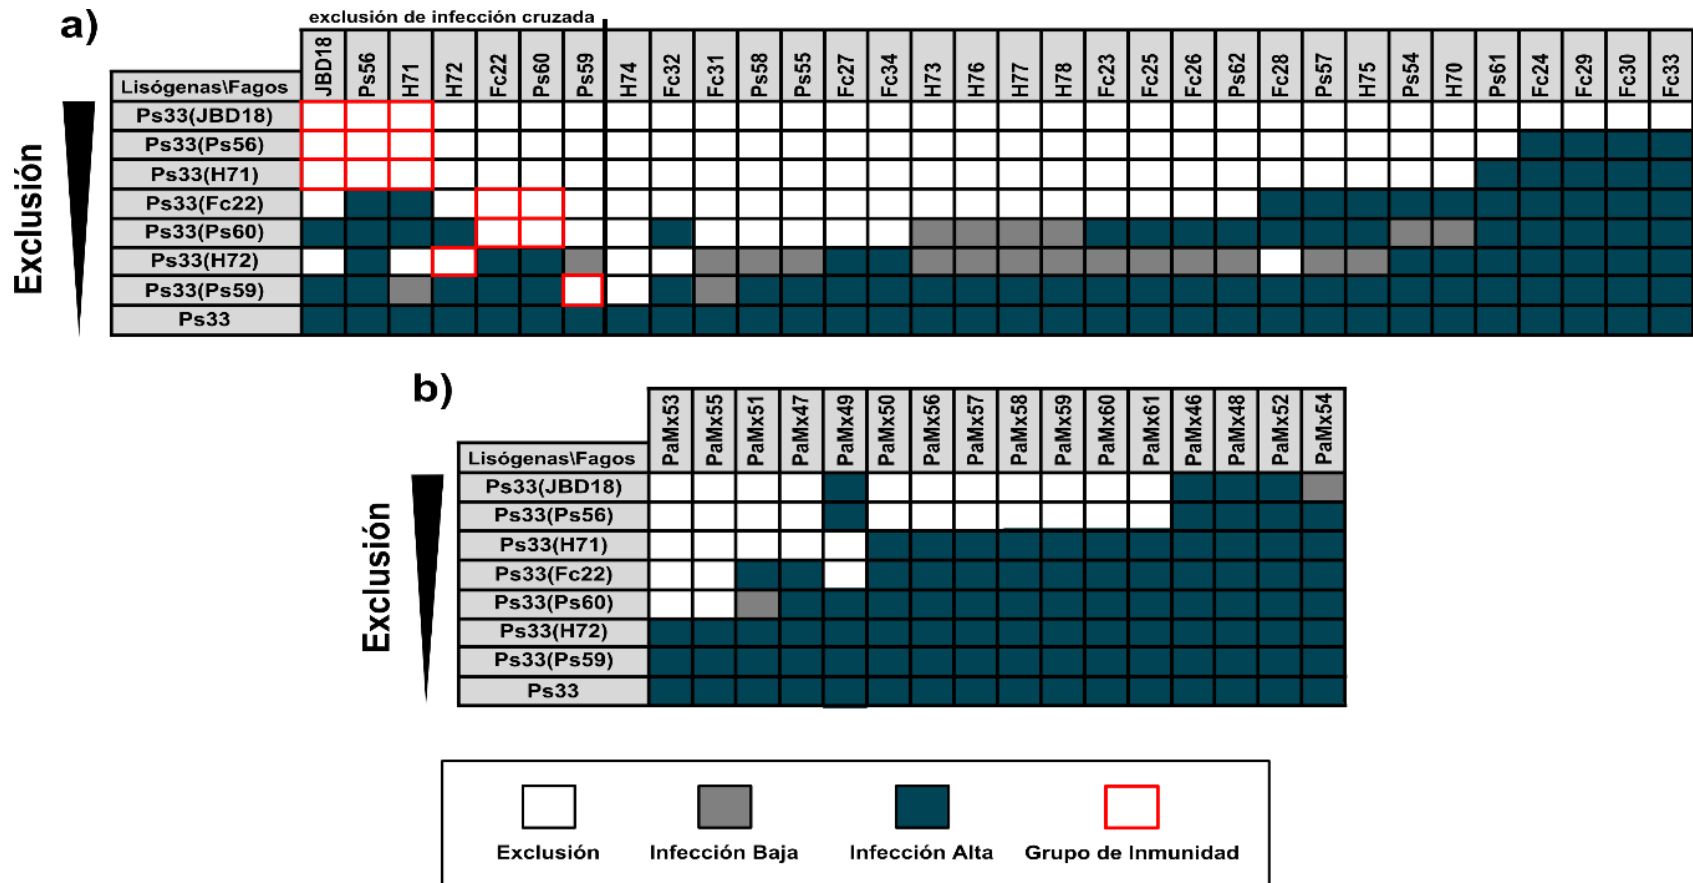 a)
exclusión de infección cruzada
Lisógenas\Fagos JBD18 Ps56 H71 H72 Fc22 Ps60 Ps59 H74 Fc32 Fc31 Ps58 Ps55 Fc27 Fc34 H73 H76 H77 H78 Fc23 Fc25 Fc26 Ps62 Fc28 Ps57 H75 Ps54 H70 Ps61 Fc24 Fc29 Fc30 Fc33
Exclusión
Ps33(JBD18)
Ps33(Ps56)
Ps33(H71)
Ps33(Fc22)
Ps33(Ps60)
Ps33(H72)
Ps33(Ps59)
Ps33
b)
Lisógenas\Fagos PaMx53 PaMx55 PaMx51 PaMx47 PaMx49 PaMx50 PaMx56 PaMx57 PaMx58 PaMx59 PaMx60 PaMx61 PaMx46 PaMx48 PaMx52 PaMx54
Exclusión
Ps33(JBD18)
Ps33(Ps56)
Ps33(H71)
Ps33(Fc22)
Ps33(Ps60)
Ps33(H72)
Ps33(Ps59)
Ps33
Exclusión Infección Baja Infección Alta Grupo de Inmunidad